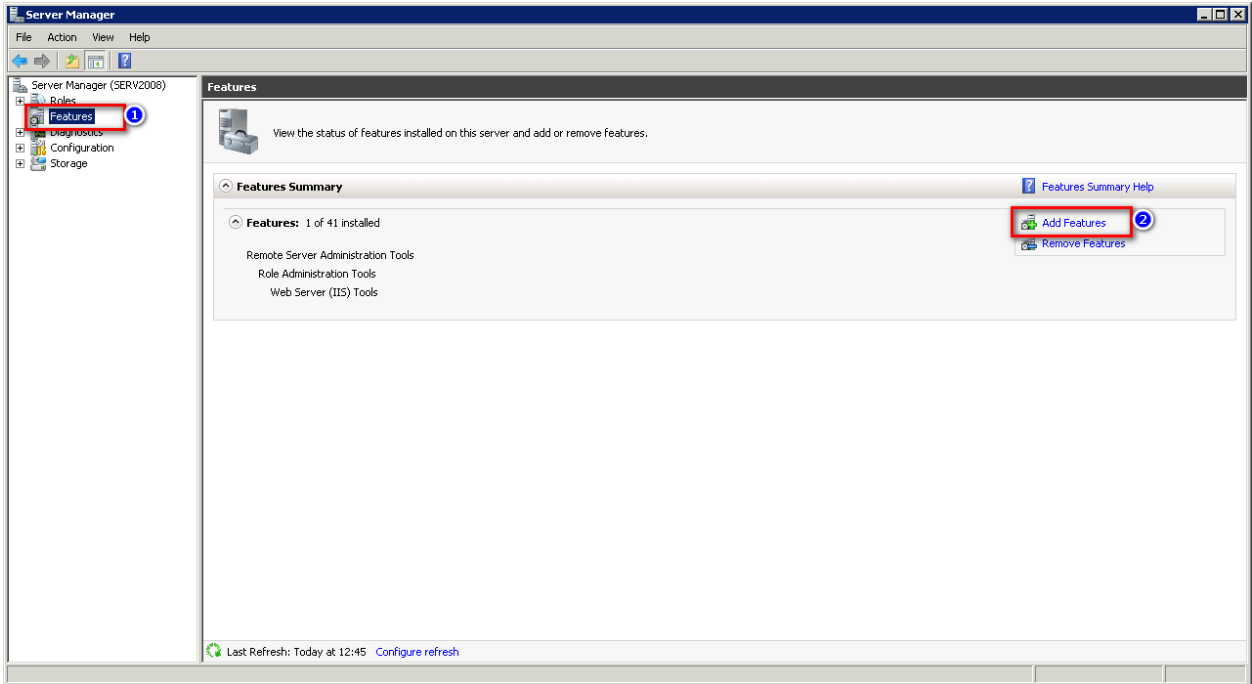 Server Manager
File Action View Help
Server Manager (SERV2008)
Roles
Features 1
Diagnostics
Configuration
Storage
Features
View the status of features installed on this server and add or remove features.
Features Summary
Features Summary Help
Features: 1 of 41 installed
Add Features 2
Remove Features
Remote Server Administration Tools
Role Administration Tools
Web Server (IIS) Tools
Last Refresh: Today at 12:45 Configure refresh